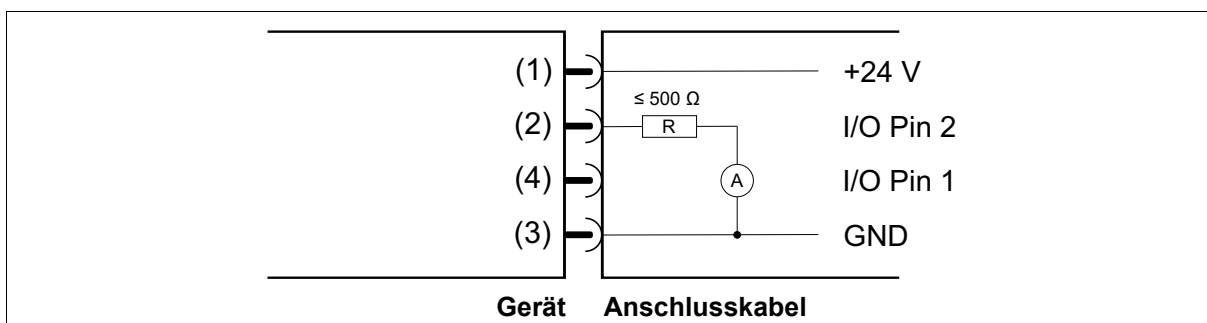 (1) +24 V
≤ 500 Ω
(2) R I/O Pin 2
(4) A I/O Pin 1
(3) GND
Gerät Anschlusskabel